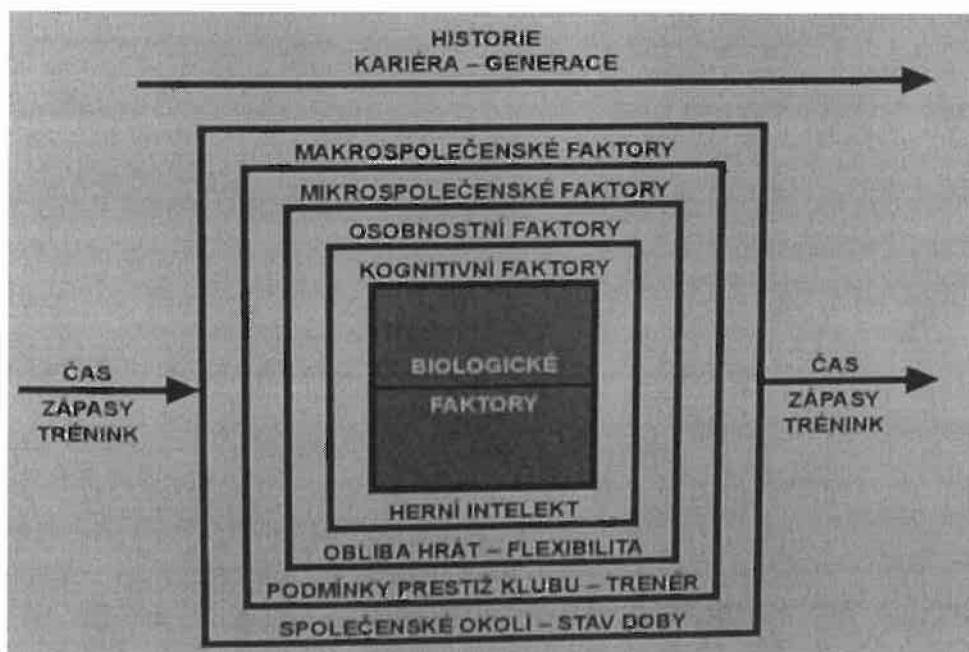 HISTORIE
KARIÉRA – GENERACE
MAKROSPOLEČENSKÉ FAKTORY
MIKROSPOLEČENSKÉ FAKTORY
OSOBNOSTNÍ FAKTORY
KOGNITIVNÍ FAKTORY
BIOLOGICKÉ
FAKTORY
ČAS
ZÁPASY
TRÉNINK
ČAS
ZÁPASY
TRÉNINK
HERNÍ INTELEKT
OBLIBA HRÁT – FLEXIBILITA
PODMÍNKY PRESTIŽ KLUBU – TRENÉR
SPOLEČENSKÉ OKOLÍ – STAV DOBY